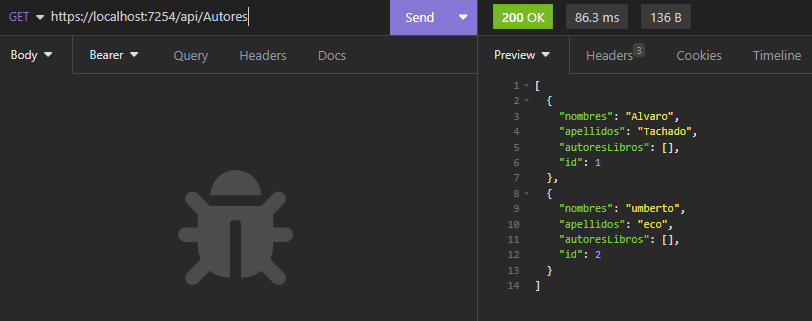 GET https://localhost:7254/api/Autores Send 200 OK 86.3 ms 136 B
Body Bearer Query Headers Docs Preview Headers 3 Cookies Timeline
1 [
2 {
3 "nombres": "Alvaro",
4 "apellidos": "Tachado",
5 "autoresLibros": [],
6 "id": 1
7 },
8 {
9 "nombres": "umberto",
10 "apellidos": "eco",
11 "autoresLibros": [],
12 "id": 2
13 }
14 ]